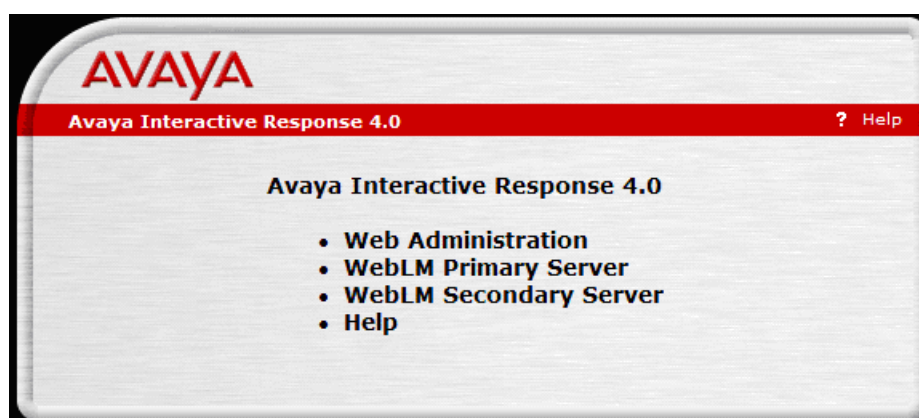 AVAYA
Avaya Interactive Response 4.0 ? Help
Avaya Interactive Response 4.0
• Web Administration
• WebLM Primary Server
• WebLM Secondary Server
• Help